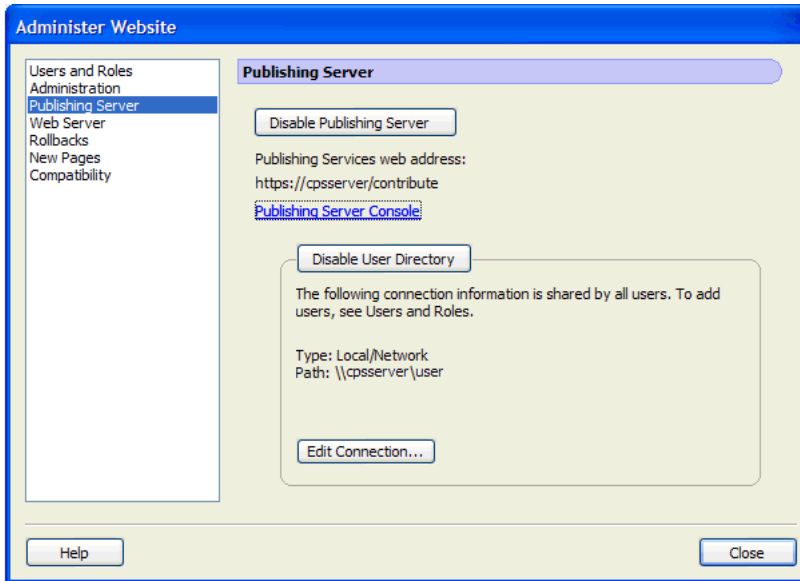 Administer Website
Users and Roles
Administration
Publishing Server
Web Server
Rollbacks
New Pages
Compatibility
Publishing Server
Disable Publishing Server
Publishing Services web address:
https://cpsserver/contribute
Publishing Server Console
Disable User Directory
The following connection information is shared by all users. To add
users, see Users and Roles.
Type: Local/Network
Path: \\cpsserver\user
Edit Connection...
Help
Close